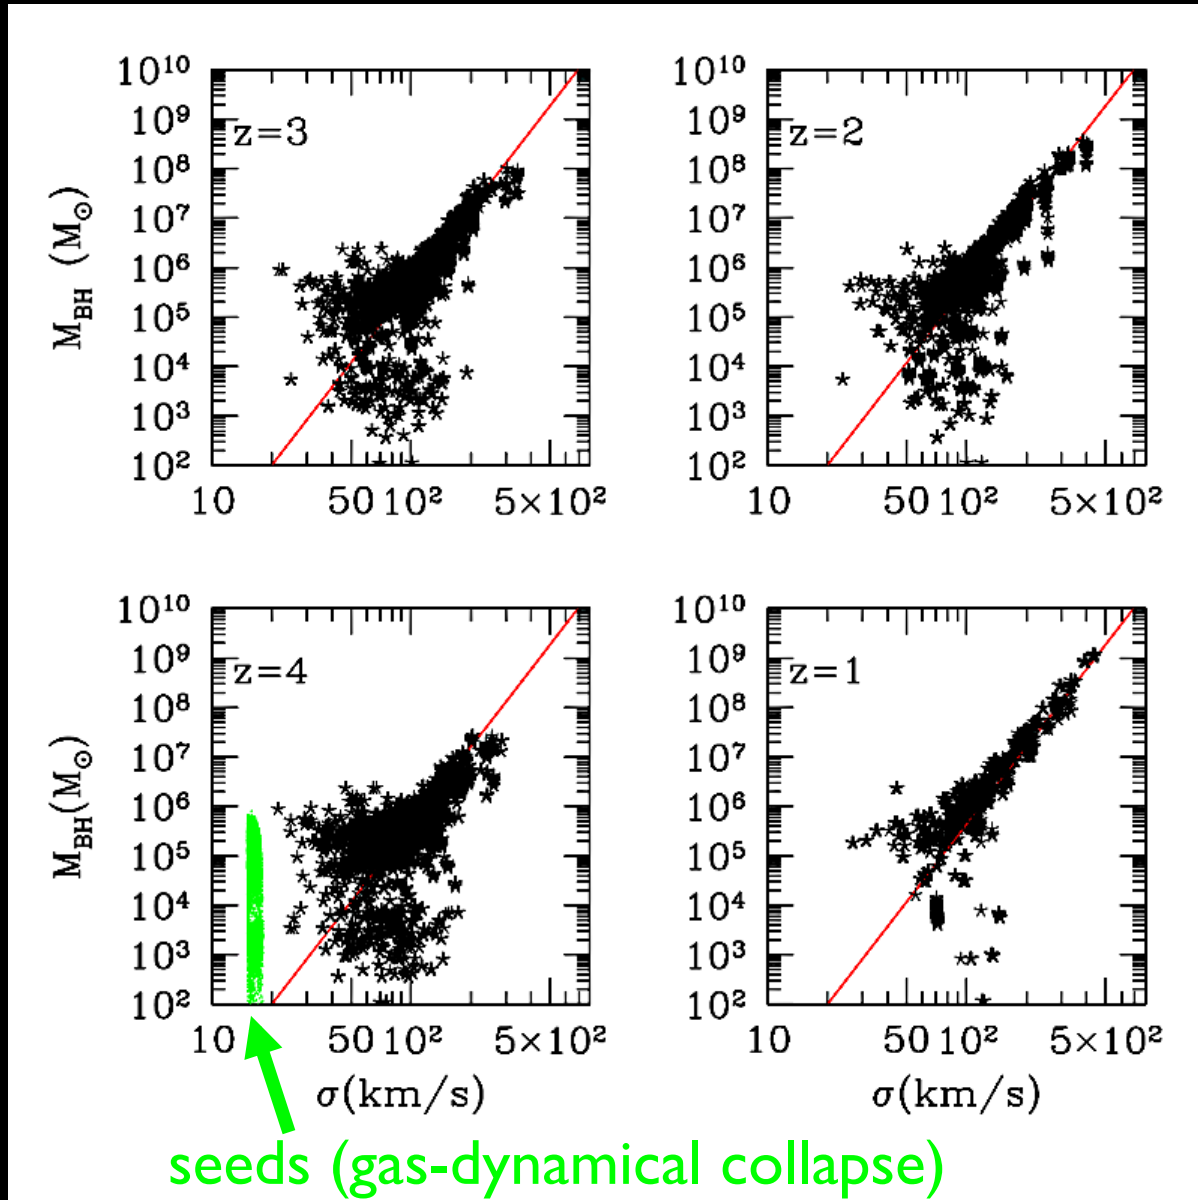 10¹⁰
10⁹
10⁸
10⁷
10⁶
10⁵
10⁴
10³
10²
z=3
M_BH (M_⊙)
10 50 10² 5×10²
10¹⁰
10⁹
10⁸
10⁷
10⁶
10⁵
10⁴
10³
10²
z=2
10 50 10² 5×10²
10¹⁰
10⁹
10⁸
10⁷
10⁶
10⁵
10⁴
10³
10²
z=4
M_BH(M_⊙)
10 50 10² 5×10²
σ(km/s)
10¹⁰
10⁹
10⁸
10⁷
10⁶
10⁵
10⁴
10³
10²
z=1
10 50 10² 5×10²
σ(km/s)
seeds (gas-dynamical collapse)